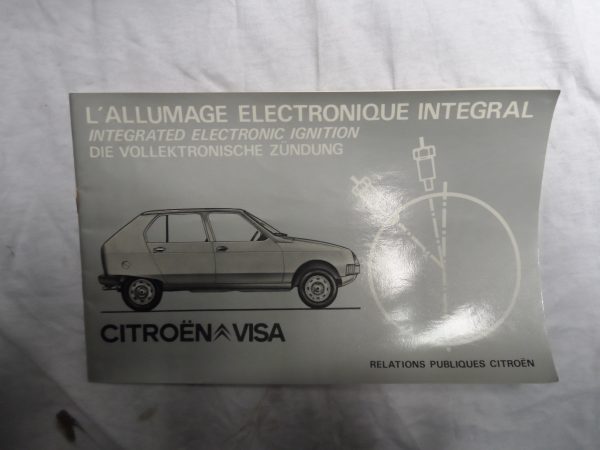 L'ALLUMAGE ELECTRONIQUE INTEGRAL
INTEGRATED ELECTRONIC IGNITION
DIE VOLLEKTRONISCHE ZÜNDUNG
CITROËN VISA
RELATIONS PUBLIQUES CITROËN